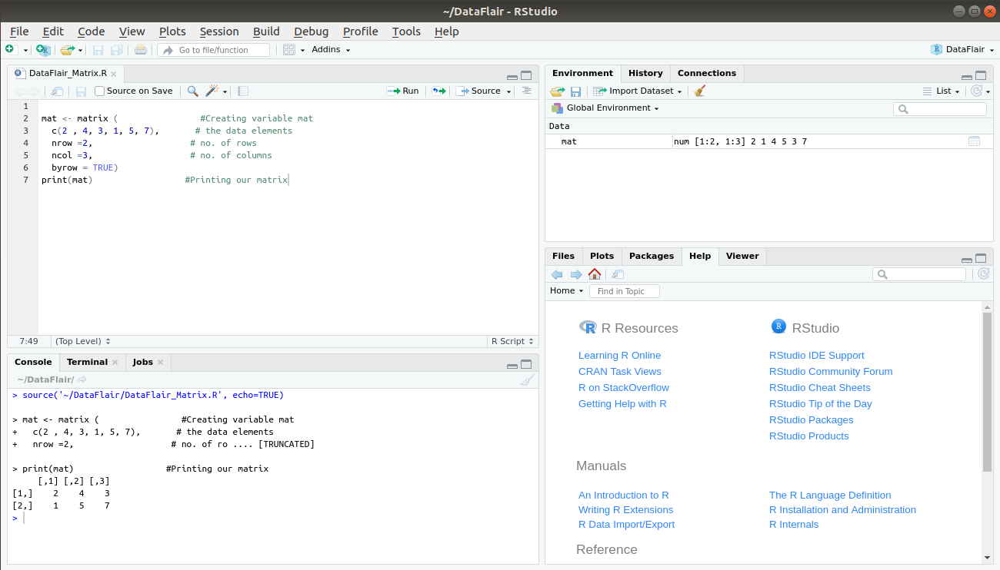 ~/DataFlair - RStudio
File Edit Code View Plots Session Build Debug Profile Tools Help
Go to file/function Addins DataFlair
DataFlair_Matrix.R
Source on Save Run Source
1
2 mat <- matrix ( #Creating variable mat
3 c(2 , 4, 3, 1, 5, 7), # the data elements
4 nrow =2, # no. of rows
5 ncol =3, # no. of columns
6 byrow = TRUE)
7 print(mat) #Printing our matrix
7:49 (Top Level) R Script
Console Terminal Jobs
~/DataFlair/
> source('~/DataFlair/DataFlair_Matrix.R', echo=TRUE)
> mat <- matrix ( #Creating variable mat
+ c(2 , 4, 3, 1, 5, 7), # the data elements
+ nrow =2, # no. of ro .... [TRUNCATED]
> print(mat) #Printing our matrix
[,1] [,2] [,3]
[1,] 2 4 3
[2,] 1 5 7
>
Environment History Connections
Import Dataset List
Global Environment
Data
mat num [1:2, 1:3] 2 1 4 5 3 7
Files Plots Packages Help Viewer
Home Find in Topic
R Resources
Learning R Online
CRAN Task Views
R on StackOverflow
Getting Help with R
R RStudio
RStudio IDE Support
RStudio Community Forum
RStudio Cheat Sheets
RStudio Tip of the Day
RStudio Packages
RStudio Products
Manuals
An Introduction to R
Writing R Extensions
R Data Import/Export
The R Language Definition
R Installation and Administration
R Internals
Reference